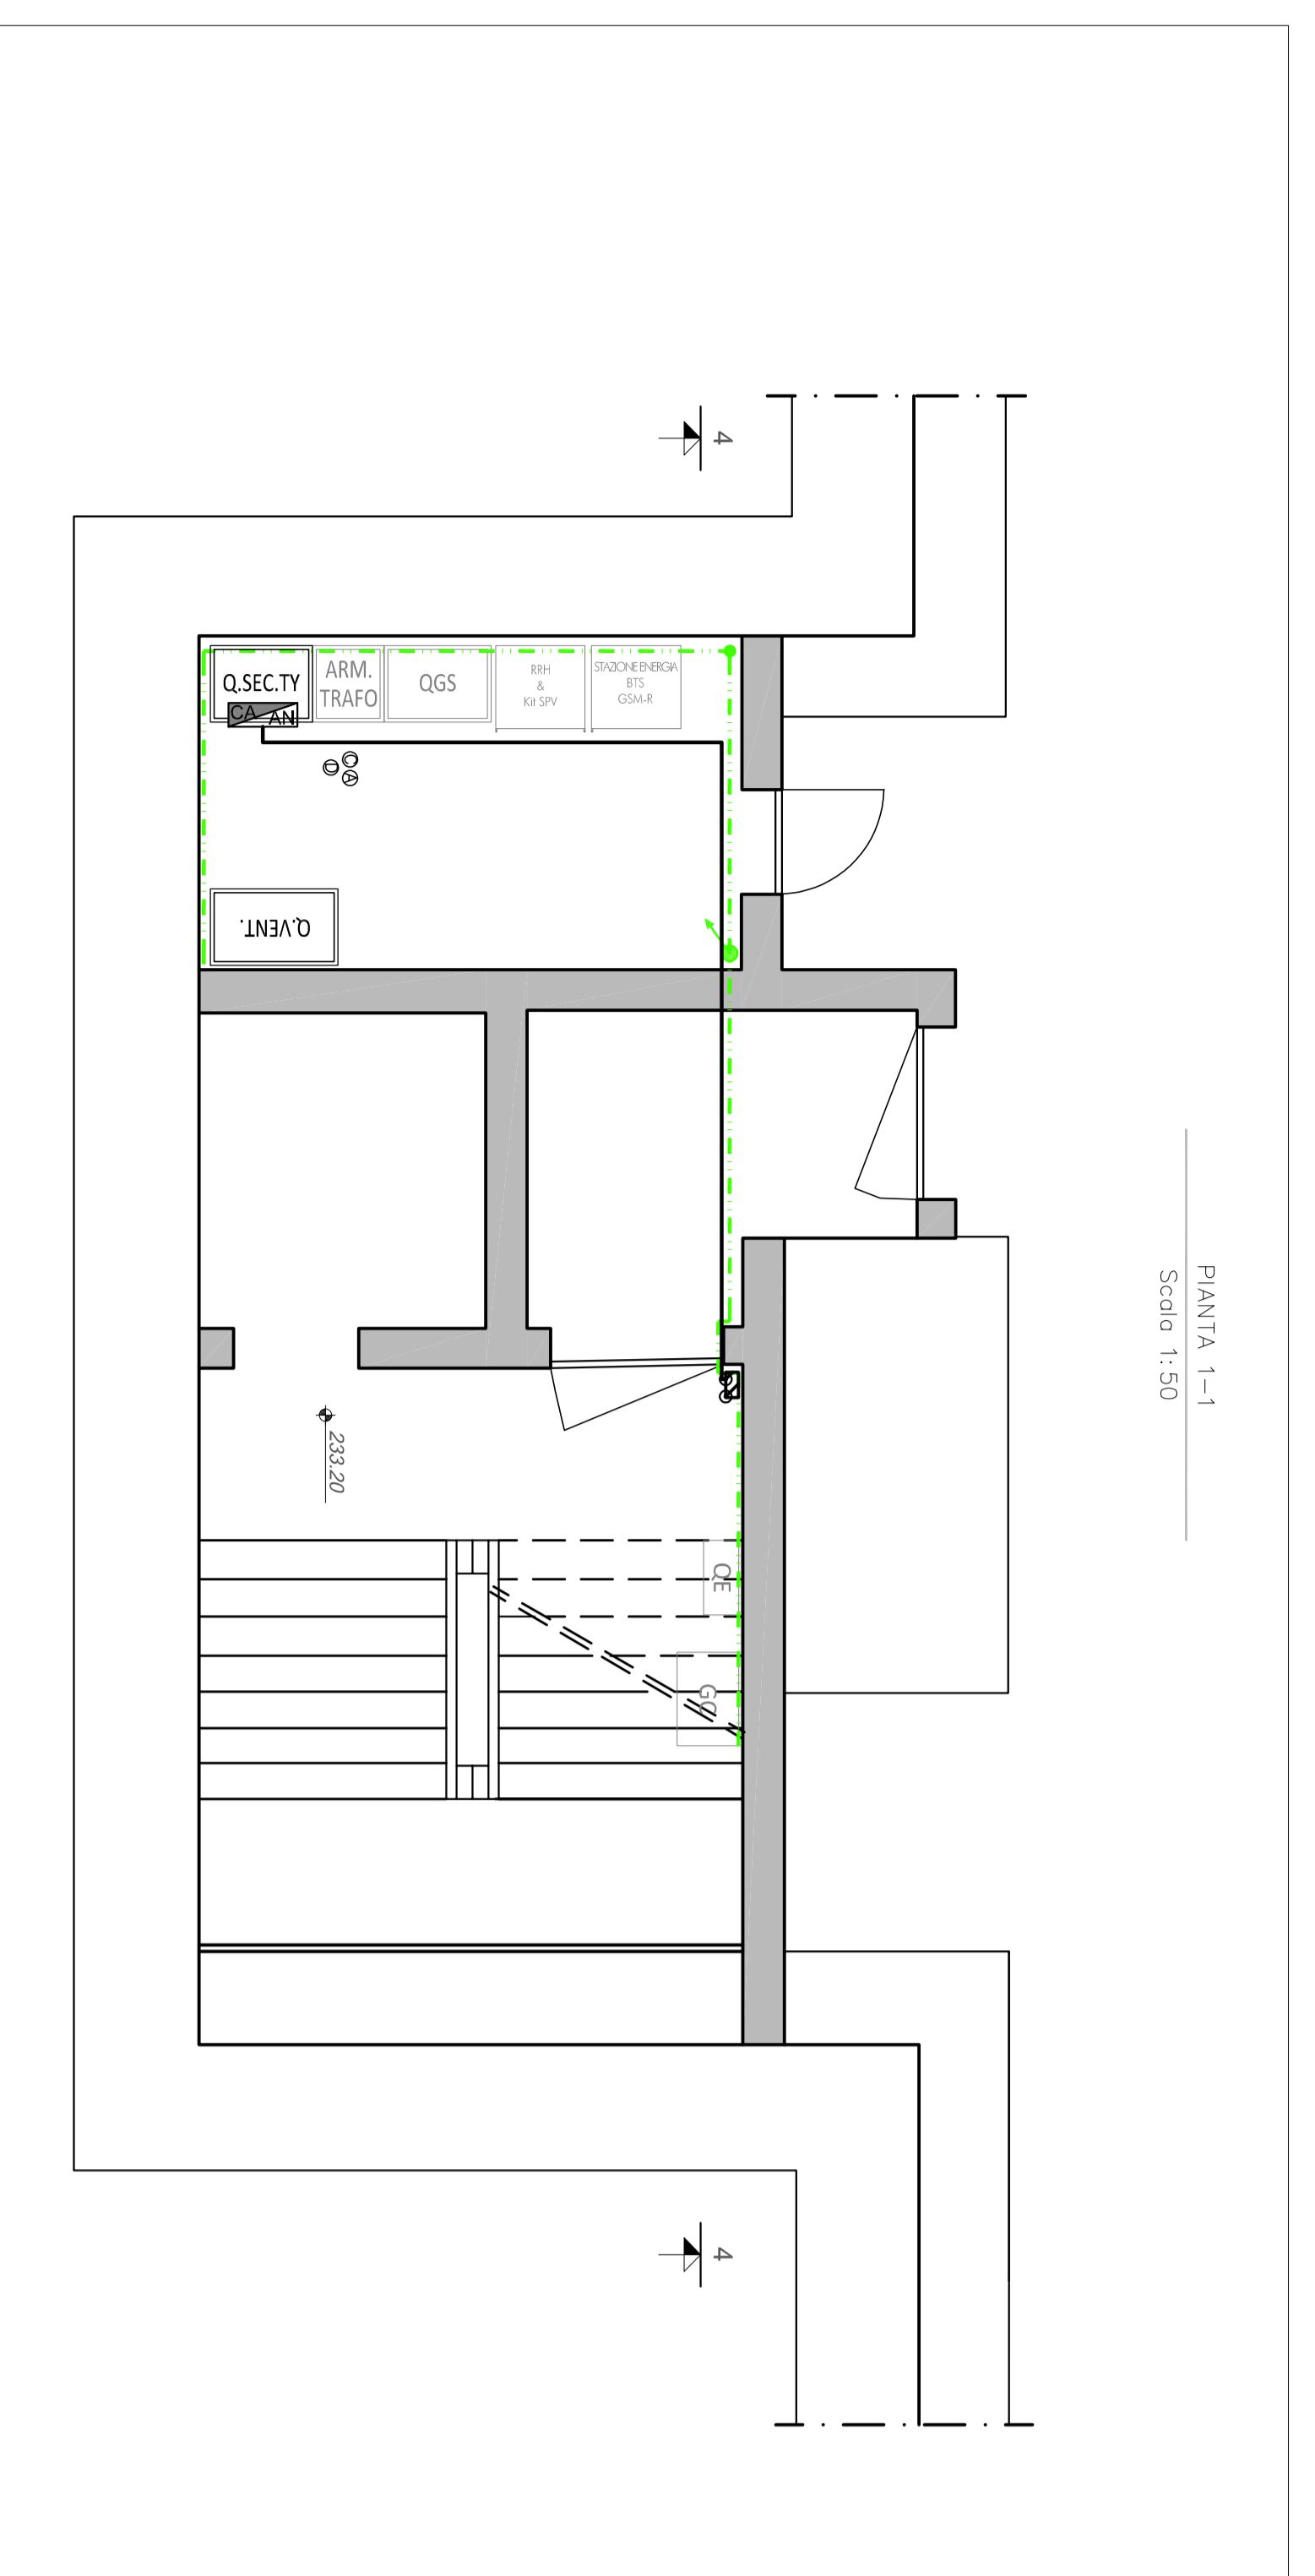 4
Q.SEC.TY
ARM.
TRAFO
QGS
RRH
&
Kit SPV
STAZIONE ENERGIA
BTS
GSM-R
CA
AN
C
A
D
Q.VENT.
PIANTA 1-1
Scala 1:50
233.20
QE
4